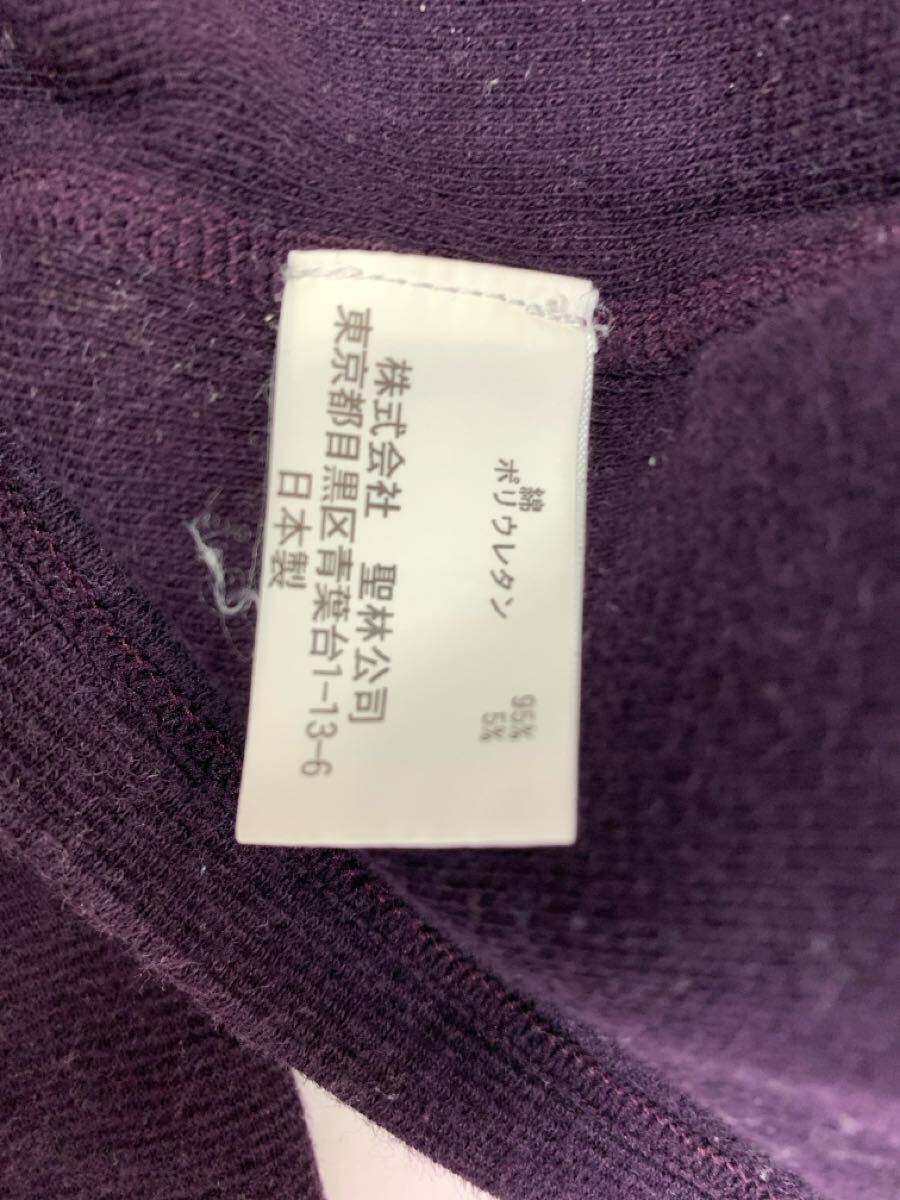 綿 95%
ポリウレタン 5%
株式会社 聖林公司
東京都目黒区青葉台1-13-6
日本製